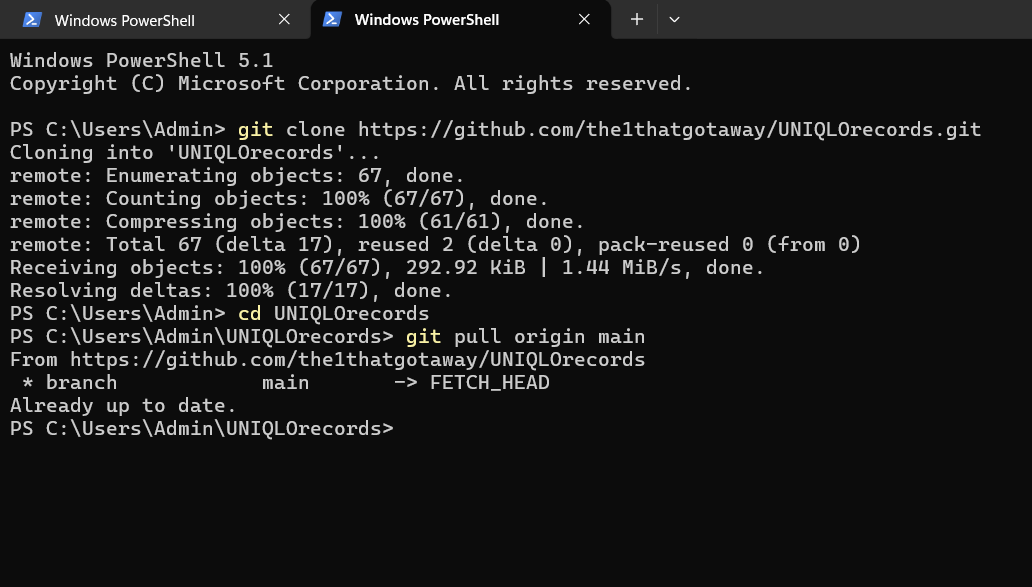 Windows PowerShell
Windows PowerShell
Windows PowerShell 5.1
Copyright (C) Microsoft Corporation. All rights reserved.
PS C:\Users\Admin> git clone https://github.com/the1thatgotaway/UNIQLOrecords.git
Cloning into 'UNIQLOrecords'...
remote: Enumerating objects: 67, done.
remote: Counting objects: 100% (67/67), done.
remote: Compressing objects: 100% (61/61), done.
remote: Total 67 (delta 17), reused 2 (delta 0), pack-reused 0 (from 0)
Receiving objects: 100% (67/67), 292.92 KiB | 1.44 MiB/s, done.
Resolving deltas: 100% (17/17), done.
PS C:\Users\Admin> cd UNIQLOrecords
PS C:\Users\Admin\UNIQLOrecords> git pull origin main
From https://github.com/the1thatgotaway/UNIQLOrecords
 * branch            main       -> FETCH_HEAD
Already up to date.
PS C:\Users\Admin\UNIQLOrecords>